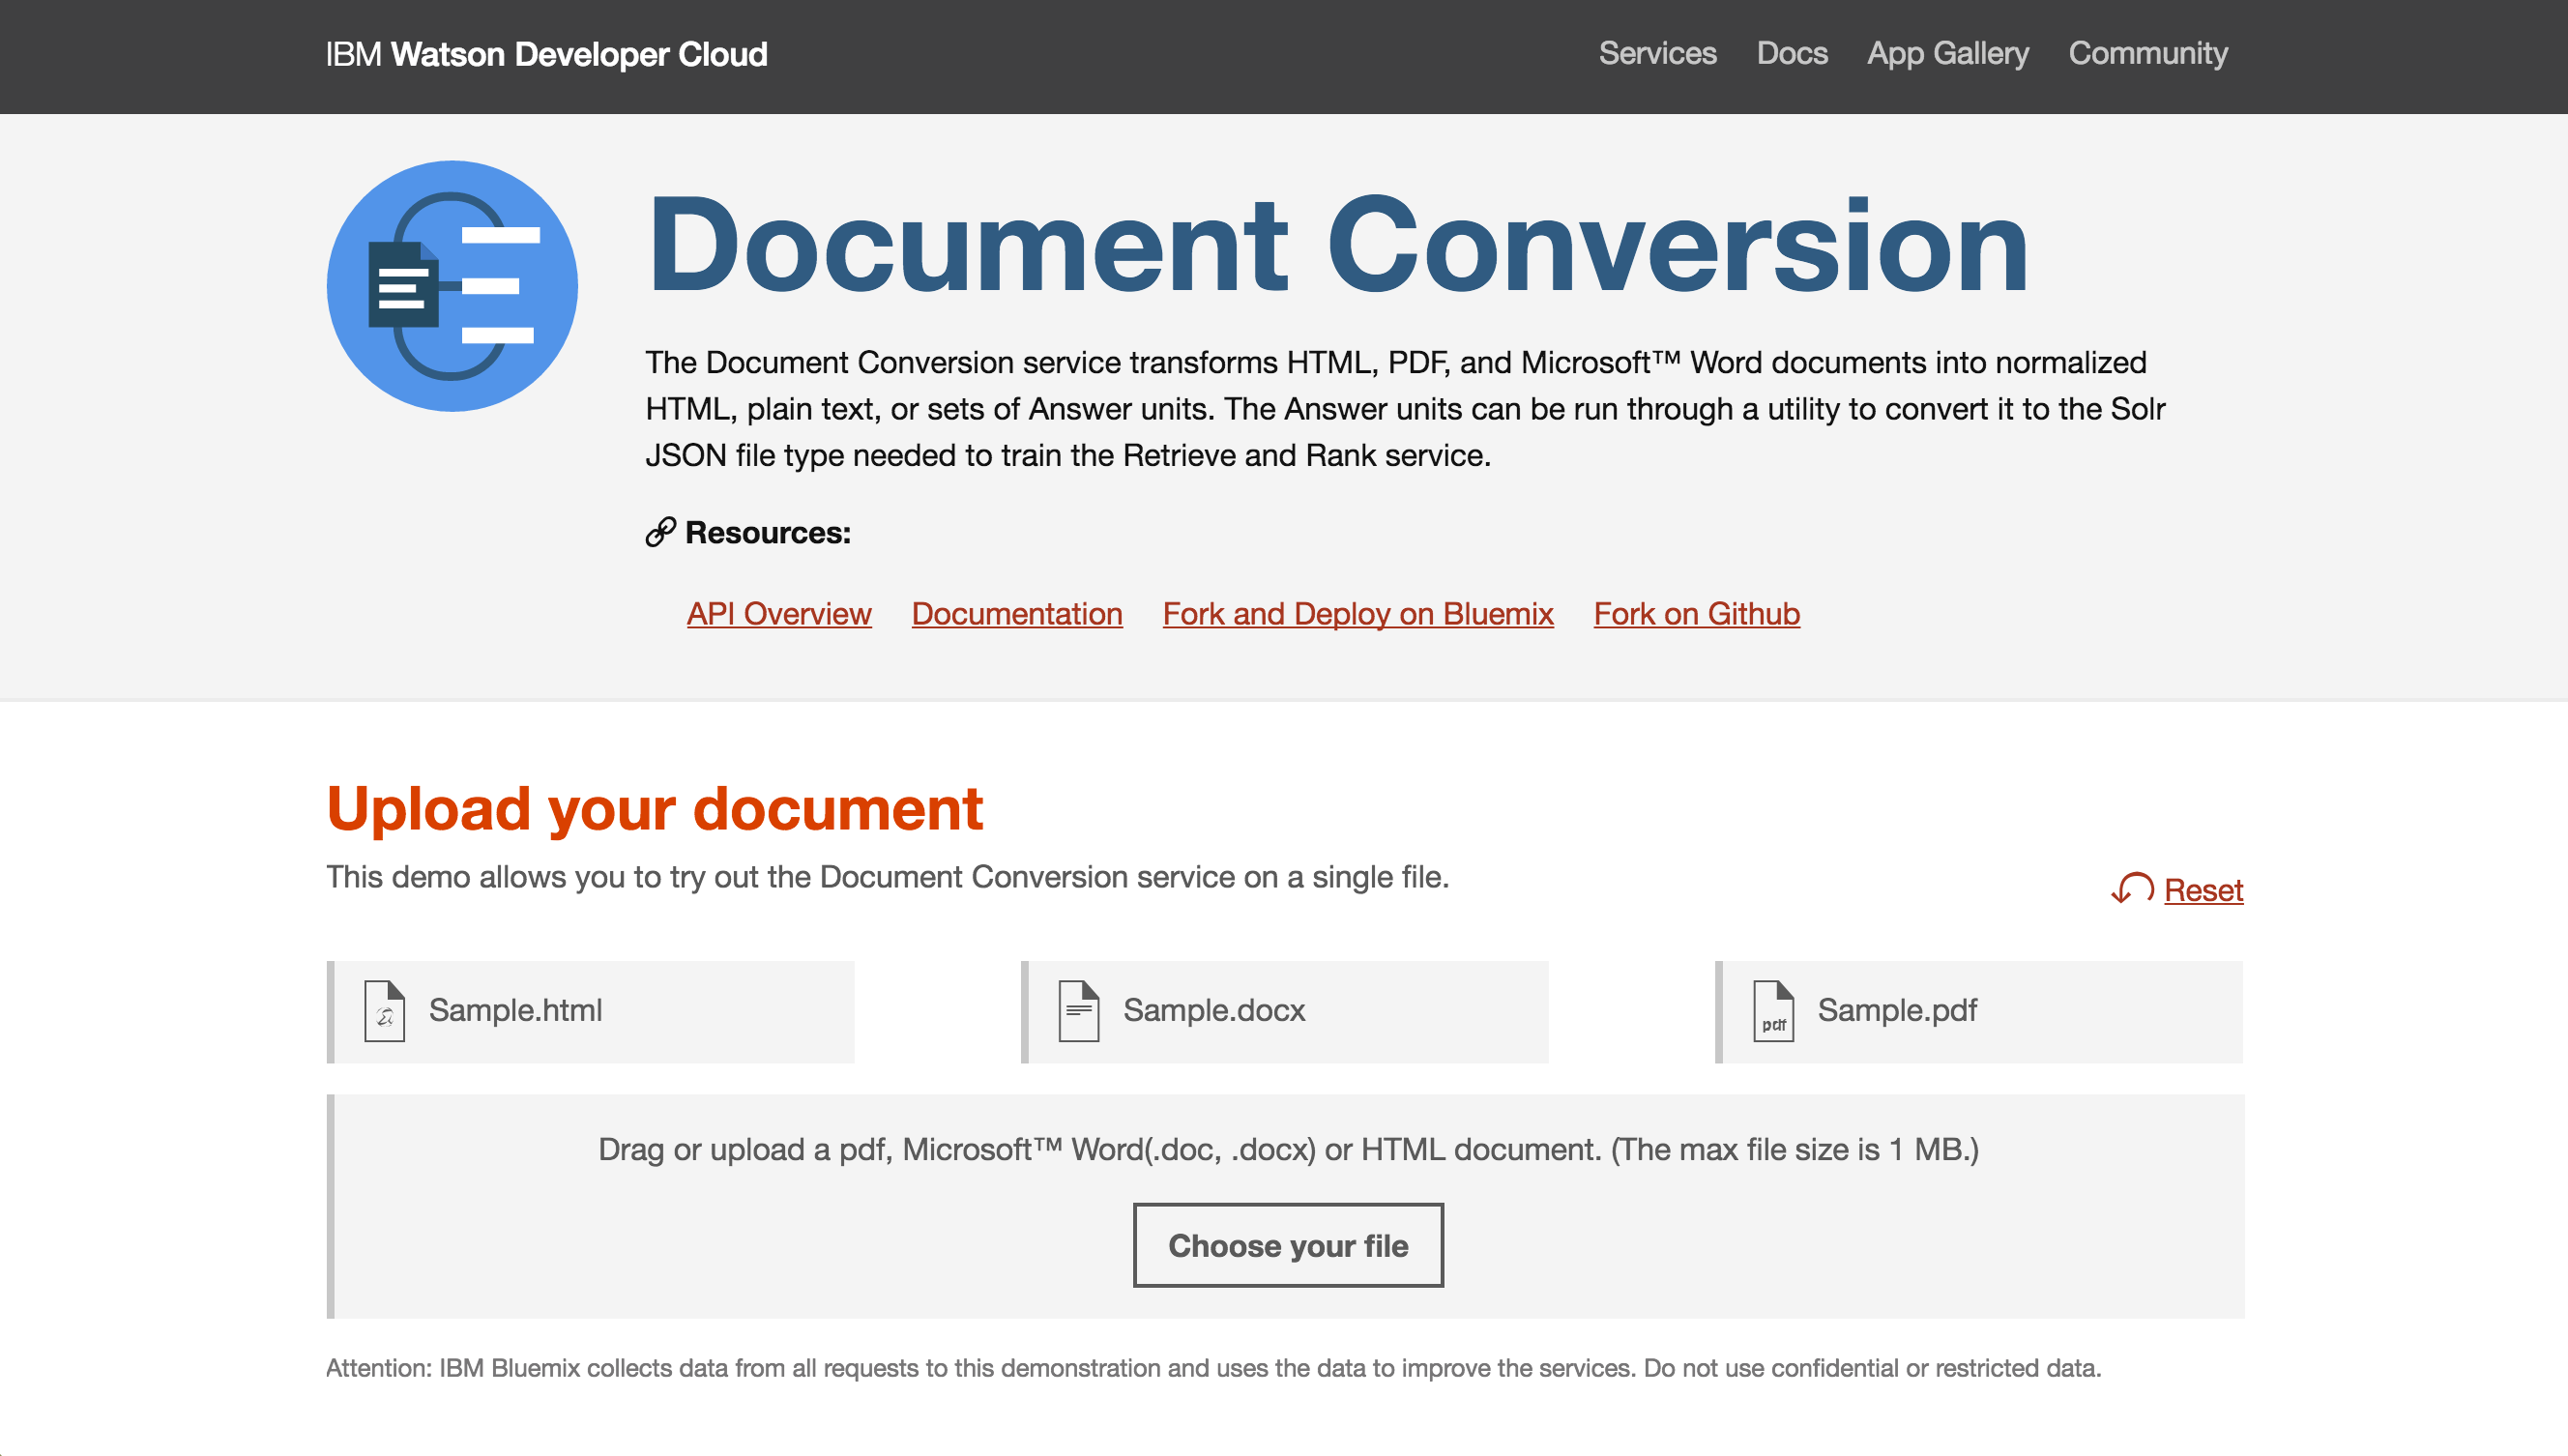 IBM Watson Developer Cloud
Services Docs App Gallery Community
Document Conversion
The Document Conversion service transforms HTML, PDF, and Microsoft™ Word documents into normalized
HTML, plain text, or sets of Answer units. The Answer units can be run through a utility to convert it to the Solr
JSON file type needed to train the Retrieve and Rank service.
Resources:
API Overview Documentation Fork and Deploy on Bluemix Fork on Github
Upload your document
This demo allows you to try out the Document Conversion service on a single file.
Reset
Sample.html
Sample.docx
pdf Sample.pdf
Drag or upload a pdf, Microsoft™ Word(.doc, .docx) or HTML document. (The max file size is 1 MB.)
Choose your file
Attention: IBM Bluemix collects data from all requests to this demonstration and uses the data to improve the services. Do not use confidential or restricted data.